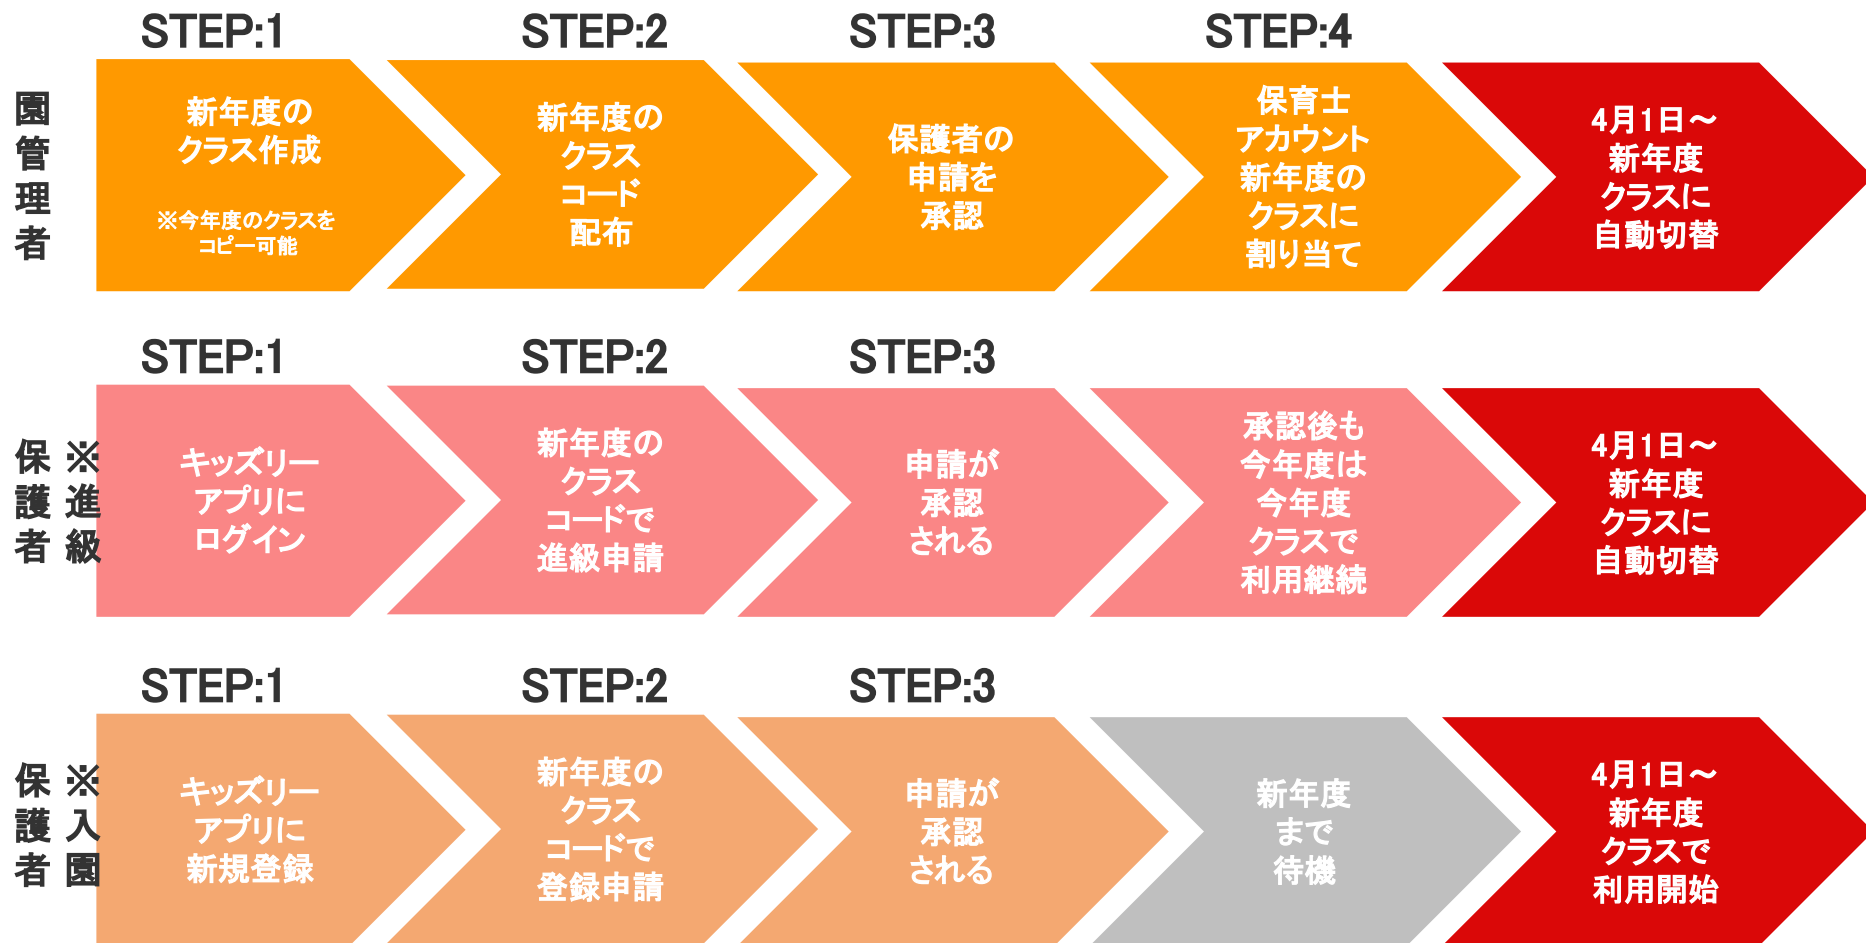 STEP:1
STEP:2
STEP:3
STEP:4
園管理者
新年度の
クラス作成
※今年度のクラスを
コピー可能
新年度の
クラス
コード
配布
保護者の
申請を
承認
保育士
アカウント
新年度の
クラスに
割り当て
4月1日～
新年度
クラスに
自動切替
STEP:1
STEP:2
STEP:3
保護者
※進級
キッズリー
アプリに
ログイン
新年度の
クラス
コードで
進級申請
申請が
承認
される
承認後も
今年度は
今年度
クラスで
利用継続
4月1日～
新年度
クラスに
自動切替
STEP:1
STEP:2
STEP:3
保護者
※入園
キッズリー
アプリに
新規登録
新年度の
クラス
コードで
登録申請
申請が
承認
される
新年度
まで
待機
4月1日～
新年度
クラスで
利用開始